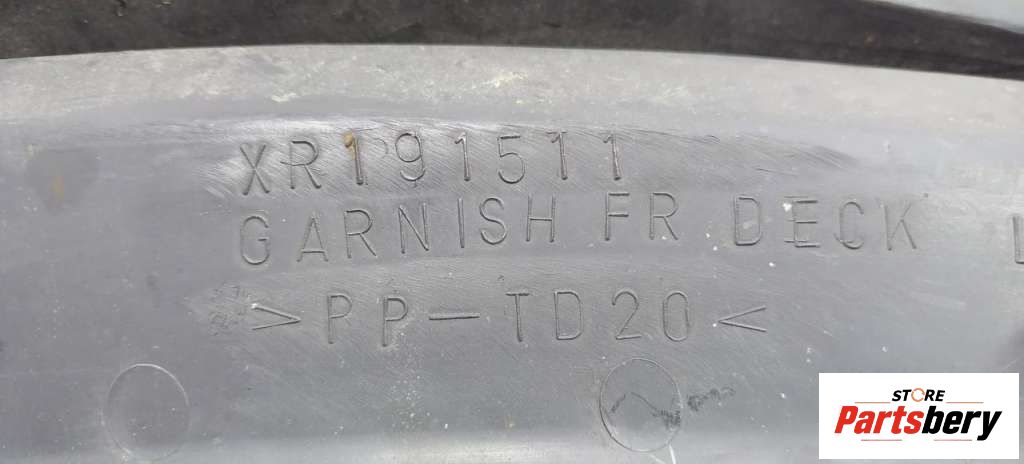 XR191511
GARNISH FR DECK L
>PP-TD20<
STORE
Partsbery